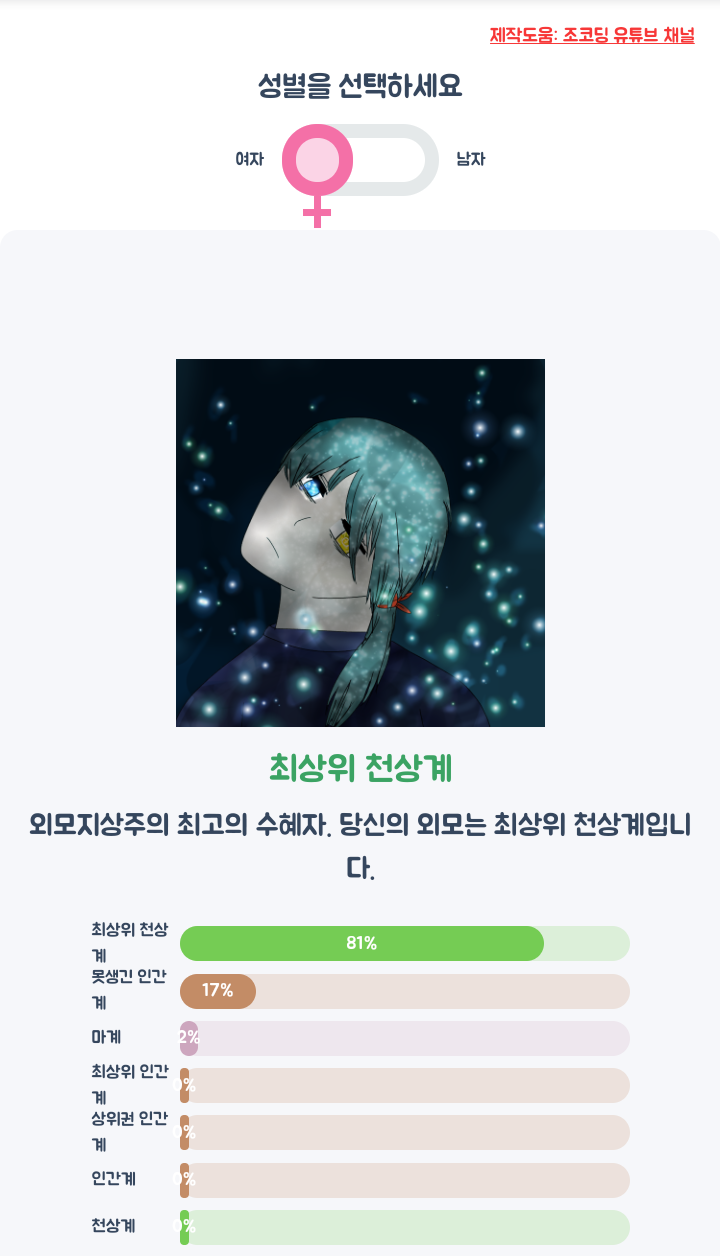 제작도움: 조코딩 유튜브 채널
성별을 선택하세요
여자
남자
최상위 천상계
외모지상주의 최고의 수혜자. 당신의 외모는 최상위 천상계입니
다.
최상위 천상
계
81%
못생긴 인간
계
17%
마계
2%
최상위 인간
계
0%
상위권 인간
계
0%
인간계
0%
천상계
0%